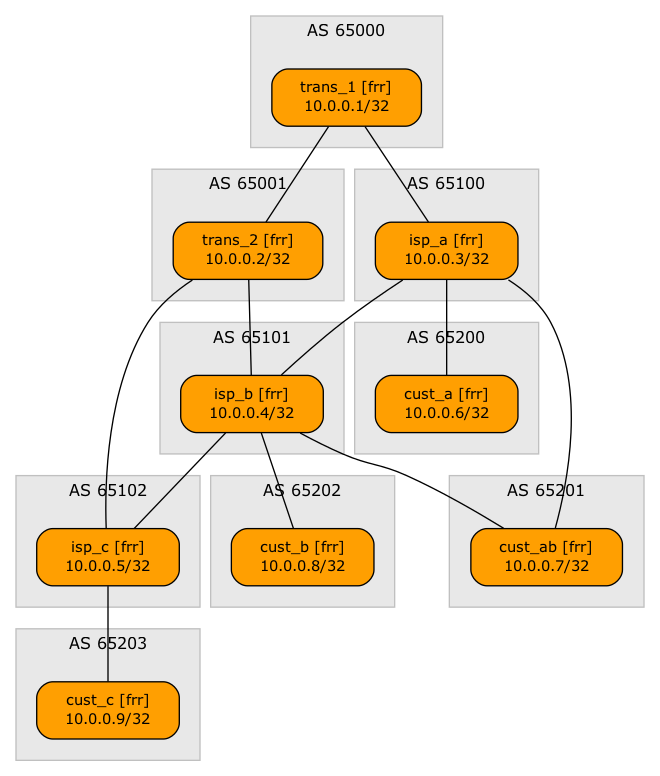 AS 65000
trans_1 [frr]
10.0.0.1/32
AS 65001
trans_2 [frr]
10.0.0.2/32
AS 65100
isp_a [frr]
10.0.0.3/32
AS 65101
isp_b [frr]
10.0.0.4/32
AS 65200
cust_a [frr]
10.0.0.6/32
AS 65102
isp_c [frr]
10.0.0.5/32
AS 65202
cust_b [frr]
10.0.0.8/32
AS 65201
cust_ab [frr]
10.0.0.7/32
AS 65203
cust_c [frr]
10.0.0.9/32